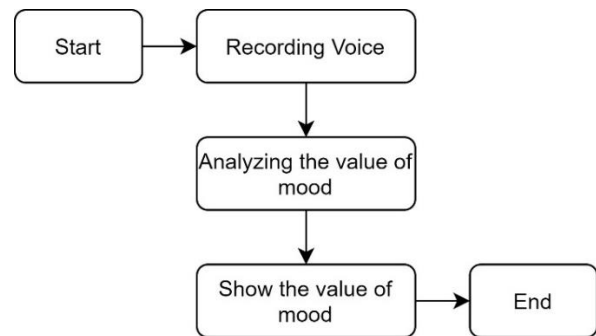 Start
Recording Voice
Analyzing the value of
mood
Show the value of
mood
End